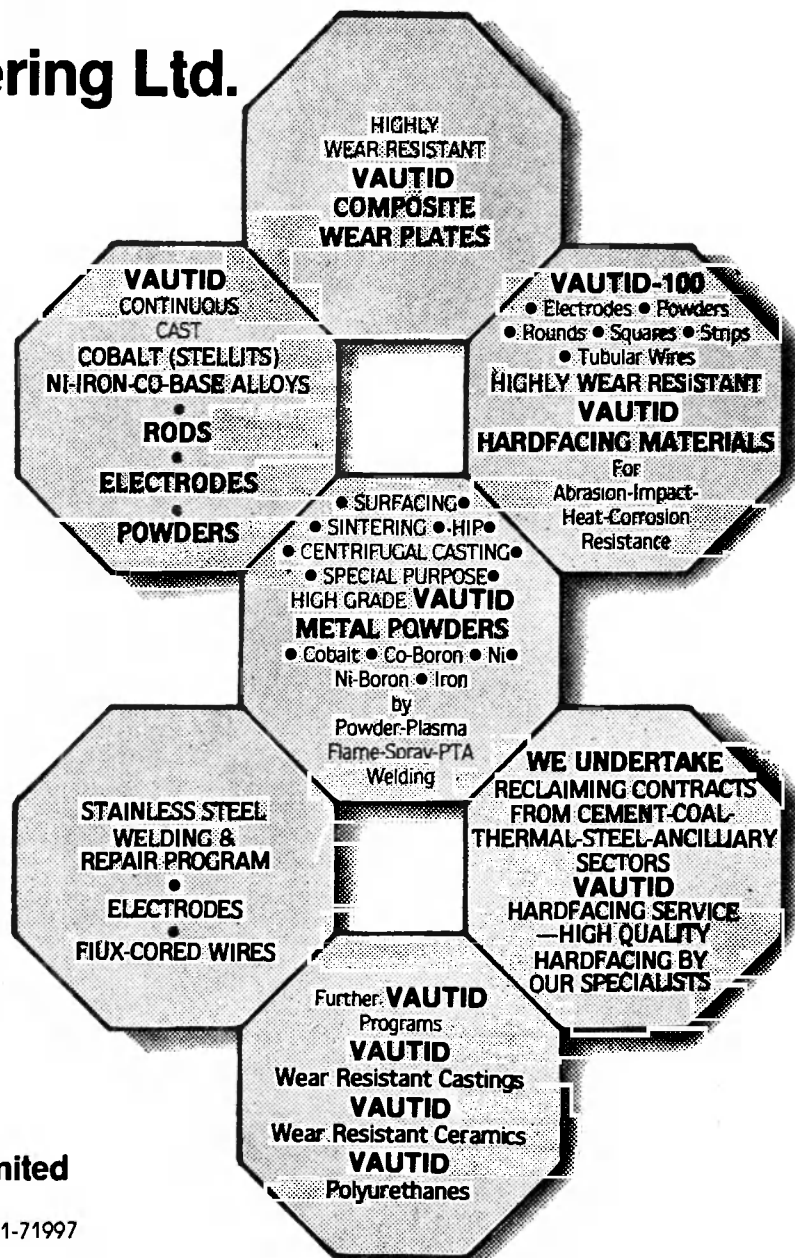 ering Ltd.
HIGHLY
WEAR RESISTANT
VAUTID
COMPOSITE
WEAR PLATES
VAUTID
CONTINUOUS
CAST
COBALT (STELLITS)
NI-IRON-CO-BASE ALLOYS
•
RODS
•
ELECTRODES
•
POWDERS
VAUTID-100
• Electrodes • Powders
• Rounds • Squares • Strips
• Tubular Wires
HIGHLY WEAR RESISTANT
VAUTID
HARDFACING MATERIALS
For
Abrasion-Impact-
Heat-Corrosion
Resistance
• SURFACING •
• SINTERING • HIP •
• CENTRIFUGAL CASTING •
• SPECIAL PURPOSE •
HIGH GRADE VAUTID
METAL POWDERS
• Cobalt • Co-Boron • Ni •
Ni-Boron • Iron
by
Powder-Plasma
Flame-Spray-PTA
Welding
STAINLESS STEEL
WELDING &
REPAIR PROGRAM
•
ELECTRODES
•
FlUX-CORED WIRES
WE UNDERTAKE
RECLAIMING CONTRACTS
FROM CEMENT-COAL-
THERMAL-STEEL-ANCILLIARY
SECTORS
VAUTID
HARDFACING SERVICE
—HIGH QUALITY
HARDFACING BY
OUR SPECIALISTS
Further VAUTID
Programs
VAUTID
Wear Resistant Castings
VAUTID
Wear Resistant Ceramics
VAUTID
Polyurethanes
nited
1-71997